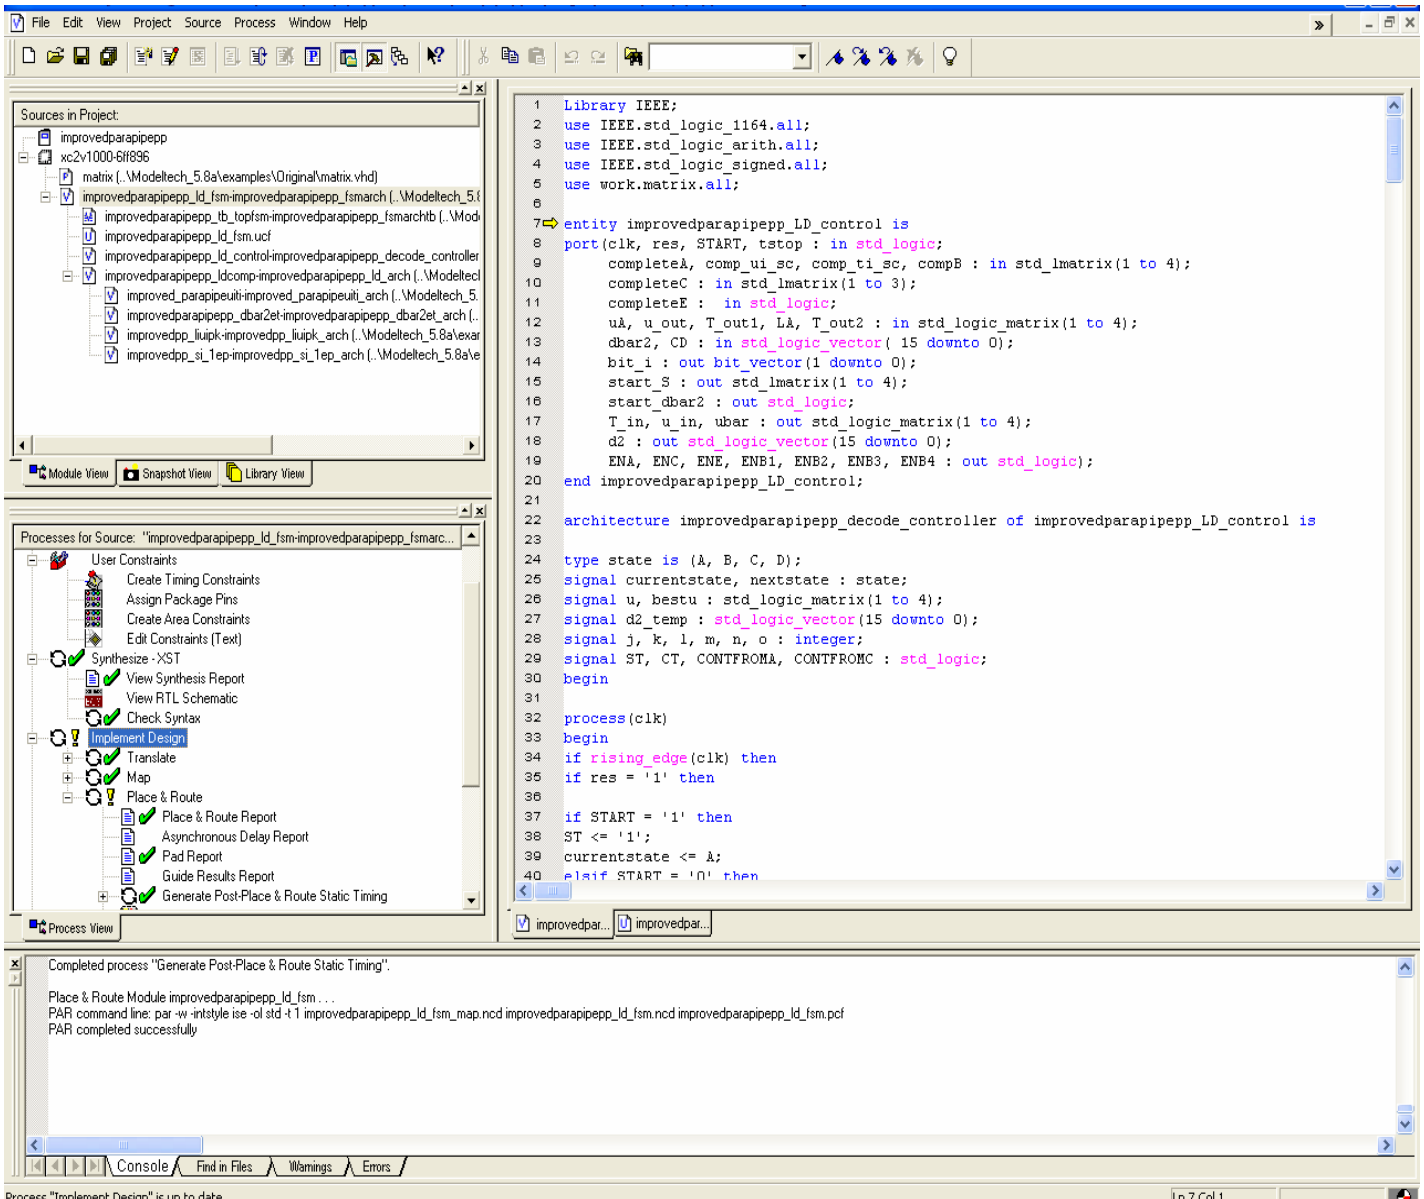 File Edit View Project Source Process Window Help
»
Sources in Project:
improvedparapipepp
xc2v1000-6ff896
matrix (..\Modeltech_5.8a\examples\Original\matrix.vhd)
improvedparapipepp_ld_fsm-improvedparapipepp_fsmarch (..\Modeltech_5.8
improvedparapipepp_tb_topfsm-improvedparapipepp_fsmarchtb (..\Mod
improvedparapipepp_ld_fsm.ucf
improvedparapipepp_ld_control-improvedparapipepp_decode_controller
improvedparapipepp_ldcomp-improvedparapipepp_ld_arch (..\Modeltecl
improved_parapipeuiti-improved_parapipeuiti_arch (..\Modeltech_5.
improvedparapipepp_dbar2et-improvedparapipepp_dbar2et_arch (..
improvedpp_liuipk-improvedpp_liuipk_arch (..\Modeltech_5.8a\exar
improvedpp_si_1ep-improvedpp_si_1ep_arch (..\Modeltech_5.8a\e
Module View Snapshot View Library View
Processes for Source: "improvedparapipepp_ld_fsm-improvedparapipepp_fsmarc...
User Constraints
Create Timing Constraints
Assign Package Pins
Create Area Constraints
Edit Constraints (Text)
Synthesize - XST
View Synthesis Report
View RTL Schematic
Check Syntax
Implement Design
Translate
Map
Place & Route
Place & Route Report
Asynchronous Delay Report
Pad Report
Guide Results Report
Generate Post-Place & Route Static Timing
Process View
1 Library IEEE;
2 use IEEE.std_logic_1164.all;
3 use IEEE.std_logic_arith.all;
4 use IEEE.std_logic_signed.all;
5 use work.matrix.all;
6
7 entity improvedparapipepp_LD_control is
8 port(clk, res, START, tstop : in std_logic;
9 completeA, comp_ui_sc, comp_ti_sc, compB : in std_lmatrix(1 to 4);
10 completeC : in std_lmatrix(1 to 3);
11 completeE : in std_logic;
12 uA, u_out, T_out1, LA, T_out2 : in std_logic_matrix(1 to 4);
13 dbar2, CD : in std_logic_vector( 15 downto 0);
14 bit_i : out bit_vector(1 downto 0);
15 start_S : out std_lmatrix(1 to 4);
16 start_dbar2 : out std_logic;
17 T_in, u_in, ubar : out std_logic_matrix(1 to 4);
18 d2 : out std_logic_vector(15 downto 0);
19 ENA, ENC, ENE, ENB1, ENB2, ENB3, ENB4 : out std_logic);
20 end improvedparapipepp_LD_control;
21
22 architecture improvedparapipepp_decode_controller of improvedparapipepp_LD_control is
23
24 type state is (A, B, C, D);
25 signal currentstate, nextstate : state;
26 signal u, bestu : std_logic_matrix(1 to 4);
27 signal d2_temp : std_logic_vector(15 downto 0);
28 signal j, k, l, m, n, o : integer;
29 signal ST, CT, CONTFROMA, CONTFROMC : std_logic;
30 begin
31
32 process(clk)
33 begin
34 if rising_edge(clk) then
35 if res = '1' then
36
37 if START = '1' then
38 ST <= '1';
39 currentstate <= A;
40 elsif START = '0' then
improvedpar... improvedpar...
Completed process "Generate Post-Place & Route Static Timing".
Place & Route Module improvedparapipepp_ld_fsm . . .
PAR command line: par -w -intstyle ise -ol std -t 1 improvedparapipepp_ld_fsm_map.ncd improvedparapipepp_ld_fsm.ncd improvedparapipepp_ld_fsm.pcf
PAR completed successfully
Console Find in Files Warnings Errors
Process "Implement Design" is up to date
Ln 7 Col 1